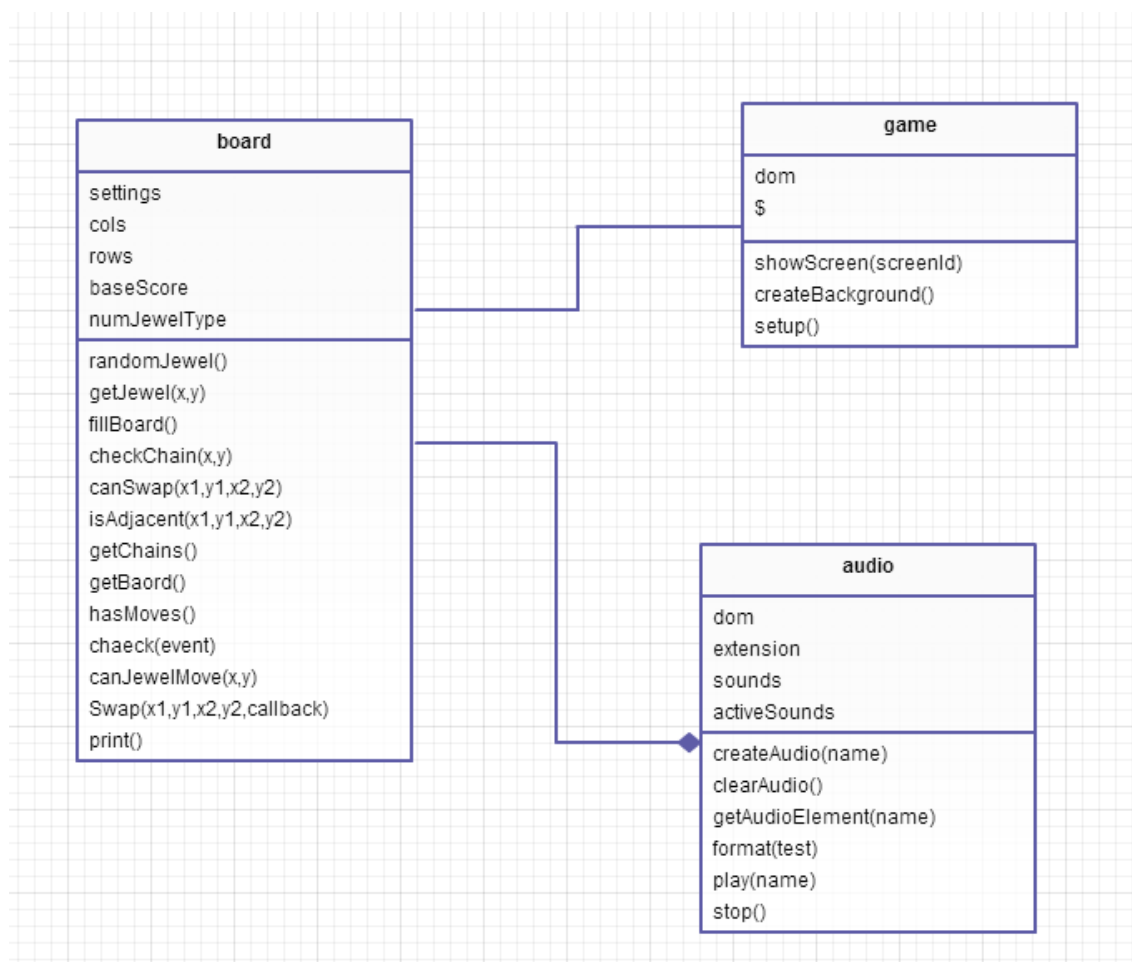 board
settings
cols
rows
baseScore
numJewelType
randomJewel()
getJewel(x,y)
fillBoard()
checkChain(x,y)
canSwap(x1,y1,x2,y2)
isAdjacent(x1,y1,x2,y2)
getChains()
getBaord()
hasMoves()
chaeck(event)
canJewelMove(x,y)
Swap(x1,y1,x2,y2,callback)
print()
game
dom
$
showScreen(screenId)
createBackground()
setup()
audio
dom
extension
sounds
activeSounds
createAudio(name)
clearAudio()
getAudioElement(name)
format(test)
play(name)
stop()